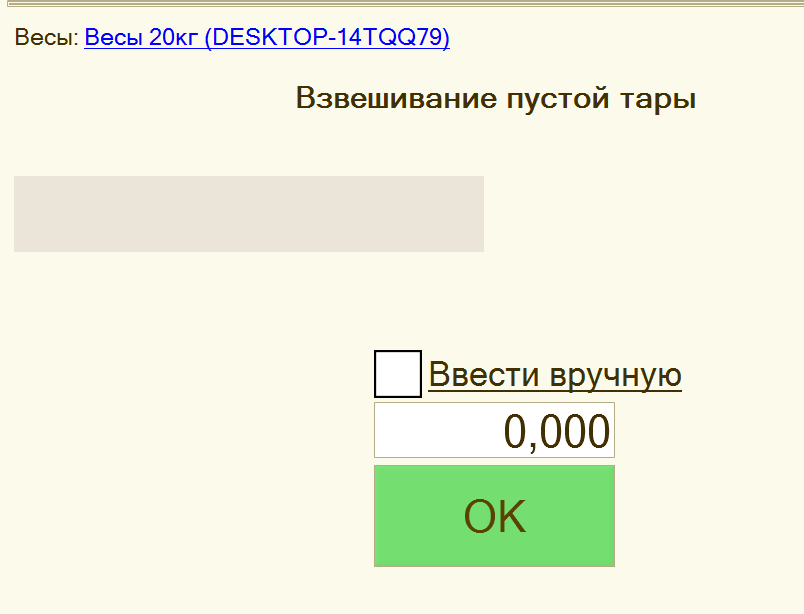 Весы: Весы 20кг (DESKTOP-14TQQ79)
Взвешивание пустой тары
Ввести вручную
0,000
OK